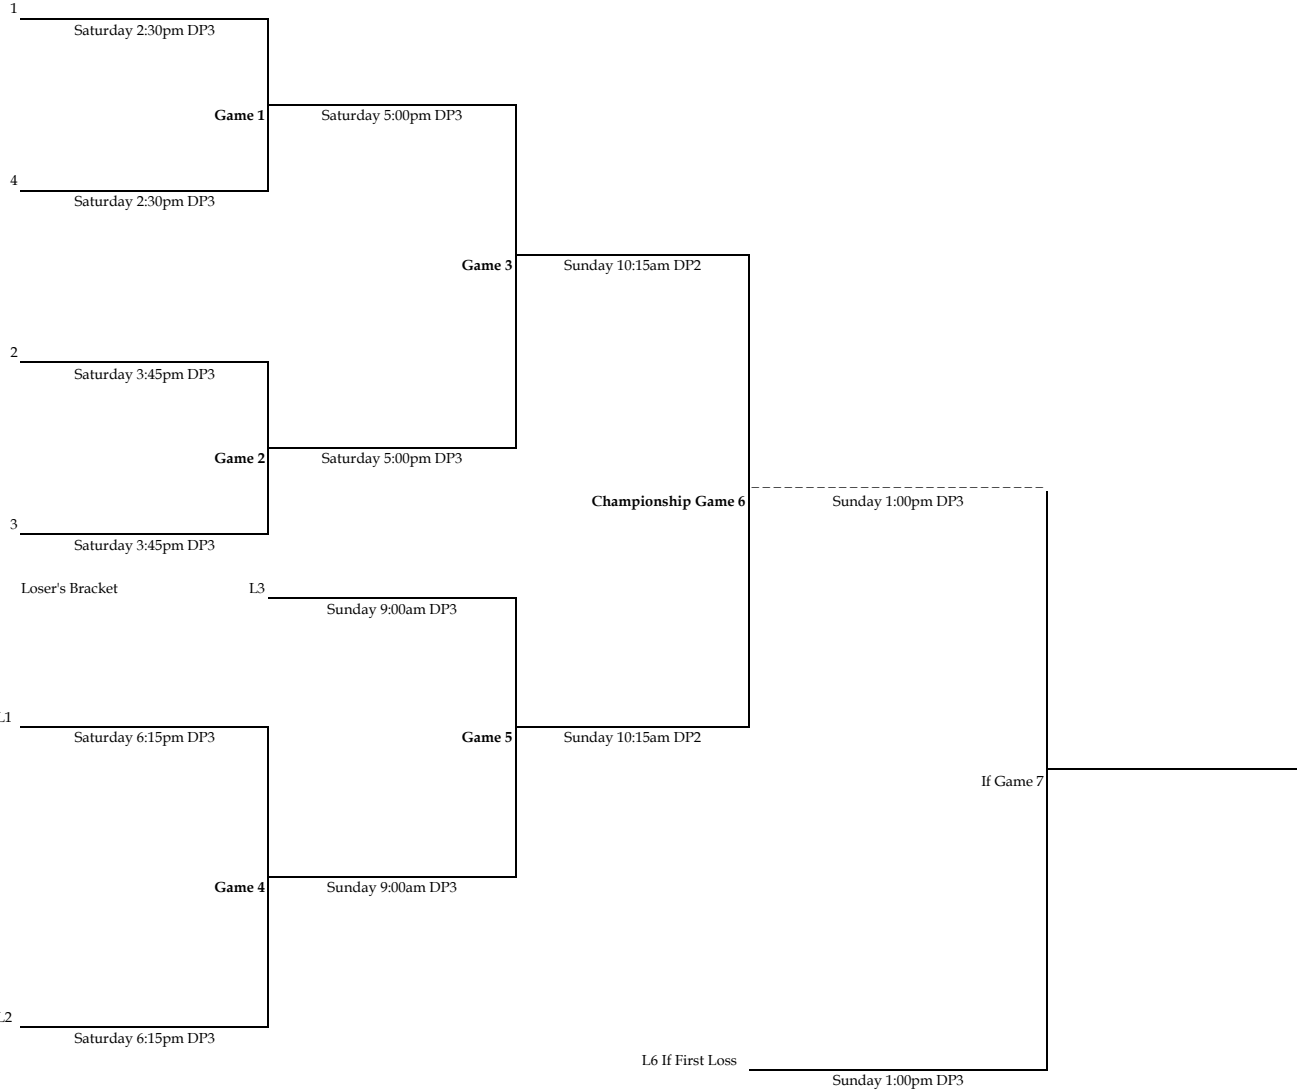 1
Saturday 2:30pm DP3
Game 1
Saturday 5:00pm DP3
4
Saturday 2:30pm DP3
Game 3
Sunday 10:15am DP2
2
Saturday 3:45pm DP3
Game 2
Saturday 5:00pm DP3
Championship Game 6
Sunday 1:00pm DP3
3
Saturday 3:45pm DP3
Loser's Bracket
L3
Sunday 9:00am DP3
L1
Saturday 6:15pm DP3
Game 5
Sunday 10:15am DP2
If Game 7
Game 4
Sunday 9:00am DP3
L2
Saturday 6:15pm DP3
L6 If First Loss
Sunday 1:00pm DP3